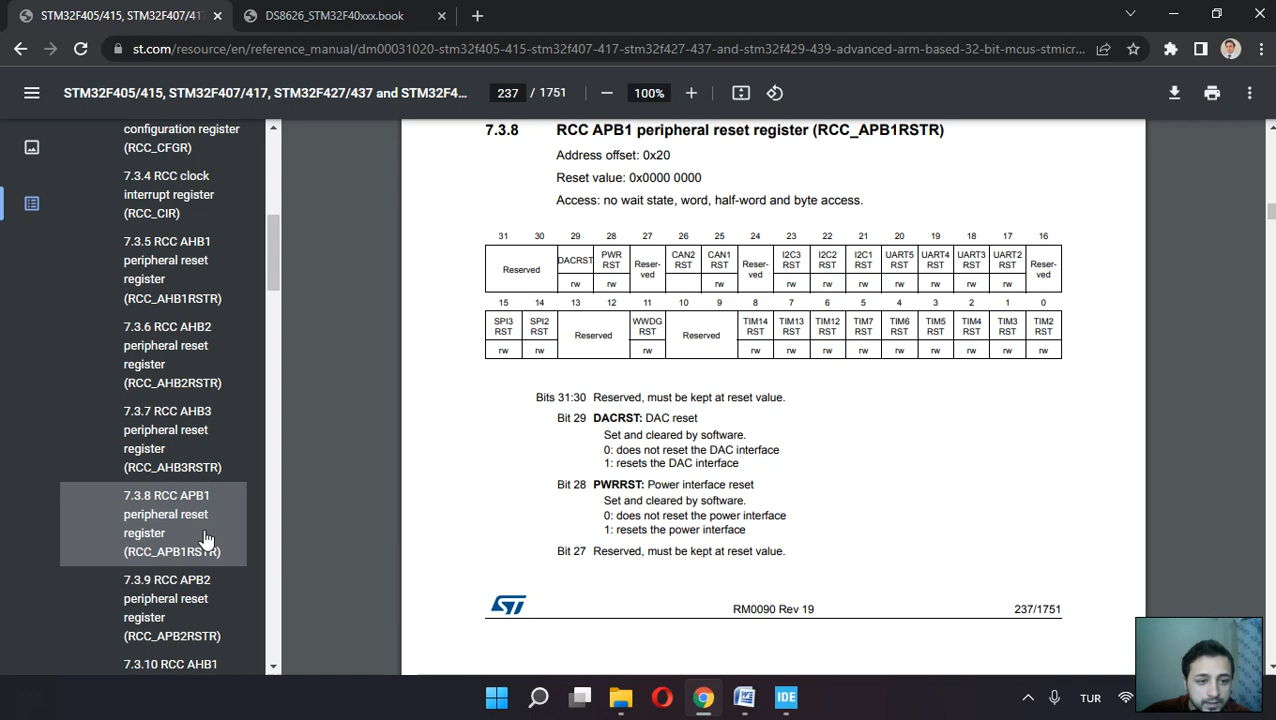 STM32F405/415, STM32F407/417
DS8626_STM32F40xxx.book
st.com/resource/en/reference_manual/dm00031020-stm32f405-415-stm32f407-417-stm32f427-437-and-stm32f429-439-advanced-arm-based-32-bit-mcus-stmicr...
STM32F405/415, STM32F407/417, STM32F427/437 and STM32F4...
237 / 1751
100%
configuration register
(RCC_CFGR)
7.3.4 RCC clock
interrupt register
(RCC_CIR)
7.3.5 RCC AHB1
peripheral reset
register
(RCC_AHB1RSTR)
7.3.6 RCC AHB2
peripheral reset
register
(RCC_AHB2RSTR)
7.3.7 RCC AHB3
peripheral reset
register
(RCC_AHB3RSTR)
7.3.8 RCC APB1
peripheral reset
register
(RCC_APB1RSTR)
7.3.9 RCC APB2
peripheral reset
register
(RCC_APB2RSTR)
7.3.10 RCC AHB1
7.3.8 RCC APB1 peripheral reset register (RCC_APB1RSTR)
Address offset: 0x20
Reset value: 0x0000 0000
Access: no wait state, word, half-word and byte access.
31 30 29 28 27 26 25 24 23 22 21 20 19 18 17 16
Reserved DACRST PWR RST Reser-ved CAN2 RST CAN1 RST Reser-ved I2C3 RST I2C2 RST I2C1 RST UART5 RST UART4 RST UART3 RST UART2 RST Reser-ved
rw rw rw rw rw rw rw rw rw rw
15 14 13 12 11 10 9 8 7 6 5 4 3 2 1 0
SPI3 RST SPI2 RST Reserved WWDG RST Reserved TIM14 RST TIM13 RST TIM12 RST TIM7 RST TIM6 RST TIM5 RST TIM4 RST TIM3 RST TIM2 RST
rw rw rw rw rw rw rw rw rw rw rw rw
Bits 31:30 Reserved, must be kept at reset value.
Bit 29 DACRST: DAC reset
Set and cleared by software.
0: does not reset the DAC interface
1: resets the DAC interface
Bit 28 PWRRST: Power interface reset
Set and cleared by software.
0: does not reset the power interface
1: resets the power interface
Bit 27 Reserved, must be kept at reset value.
ST
RM0090 Rev 19
237/1751
IDE
TUR